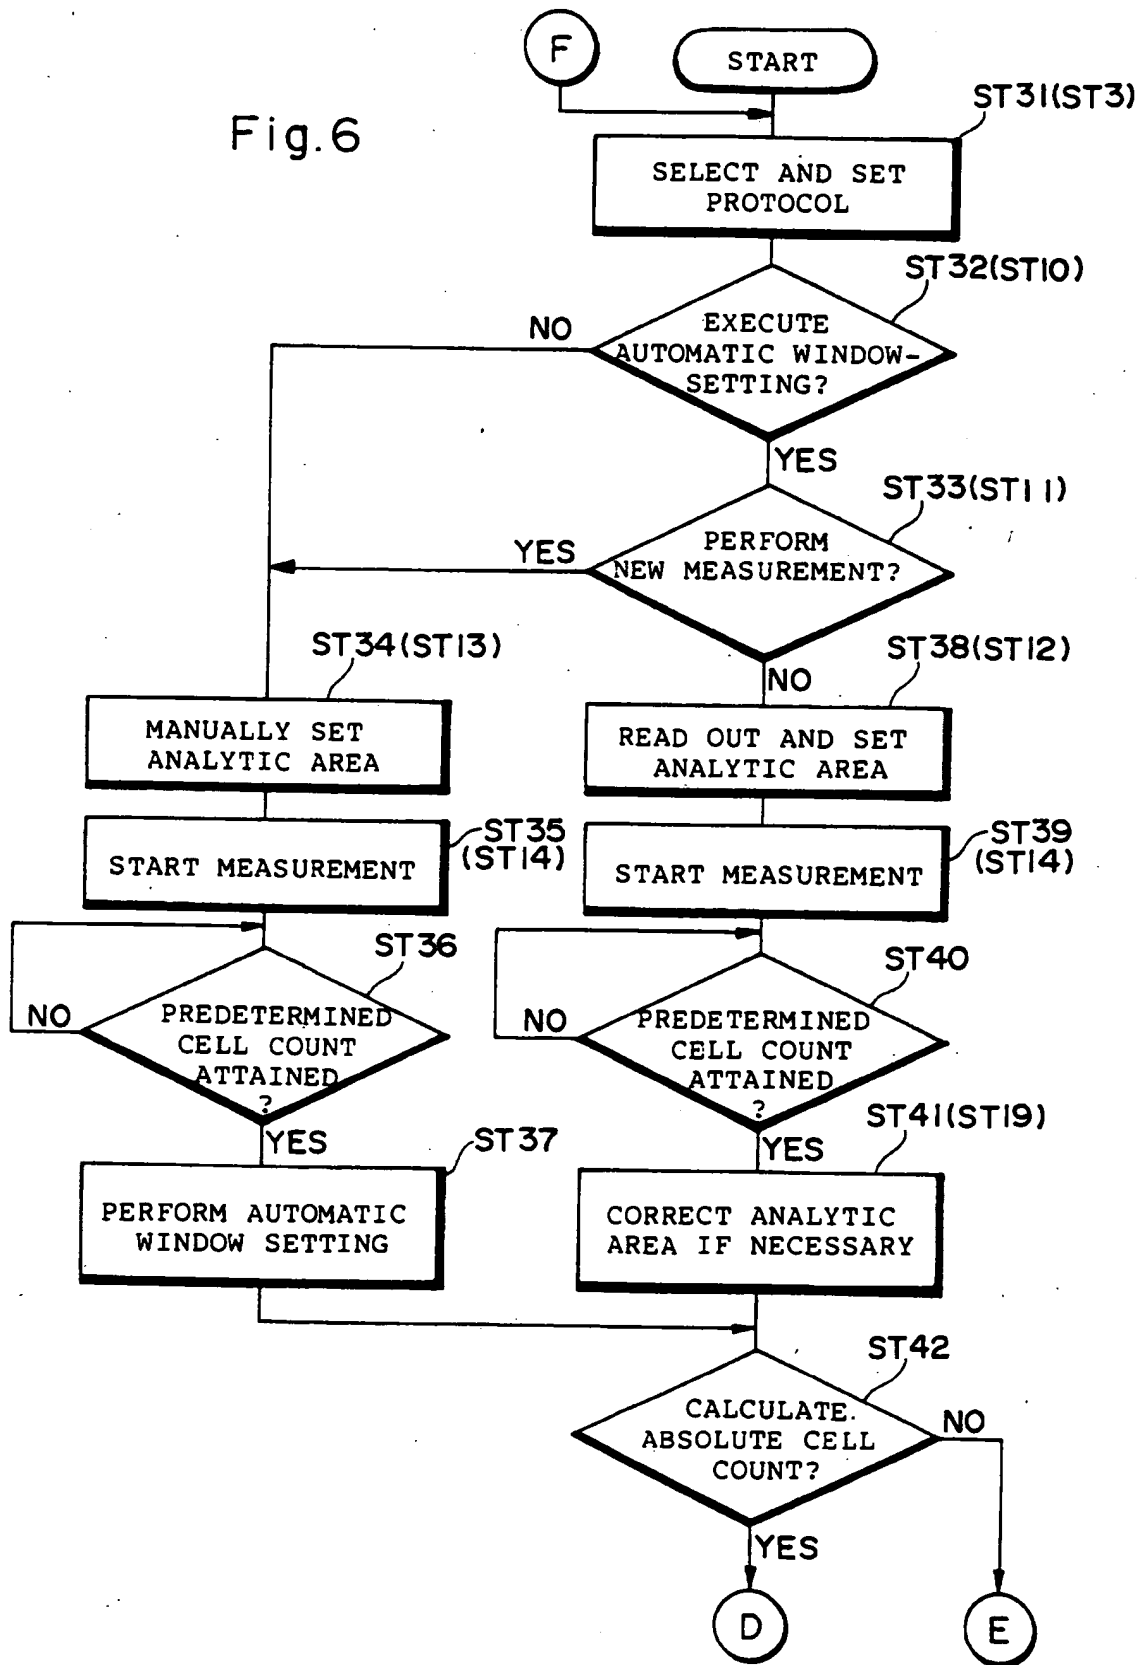 F
START
Fig.6
ST31(ST3)
SELECT AND SET
PROTOCOL
ST32(ST10)
NO
EXECUTE
AUTOMATIC WINDOW-
SETTING?
YES
ST33(ST11)
YES
PERFORM
NEW MEASUREMENT?
ST34(ST13)
ST38(ST12)
NO
MANUALLY SET
ANALYTIC AREA
READ OUT AND SET
ANALYTIC AREA
ST35
(ST14)
START MEASUREMENT
ST39
(ST14)
START MEASUREMENT
ST36
NO
PREDETERMINED
CELL COUNT
ATTAINED
?
YES
ST40
NO
PREDETERMINED
CELL COUNT
ATTAINED
?
YES
ST37
PERFORM AUTOMATIC
WINDOW SETTING
ST41(ST19)
CORRECT ANALYTIC
AREA IF NECESSARY
ST42
CALCULATE
ABSOLUTE CELL
COUNT?
NO
YES
D
E